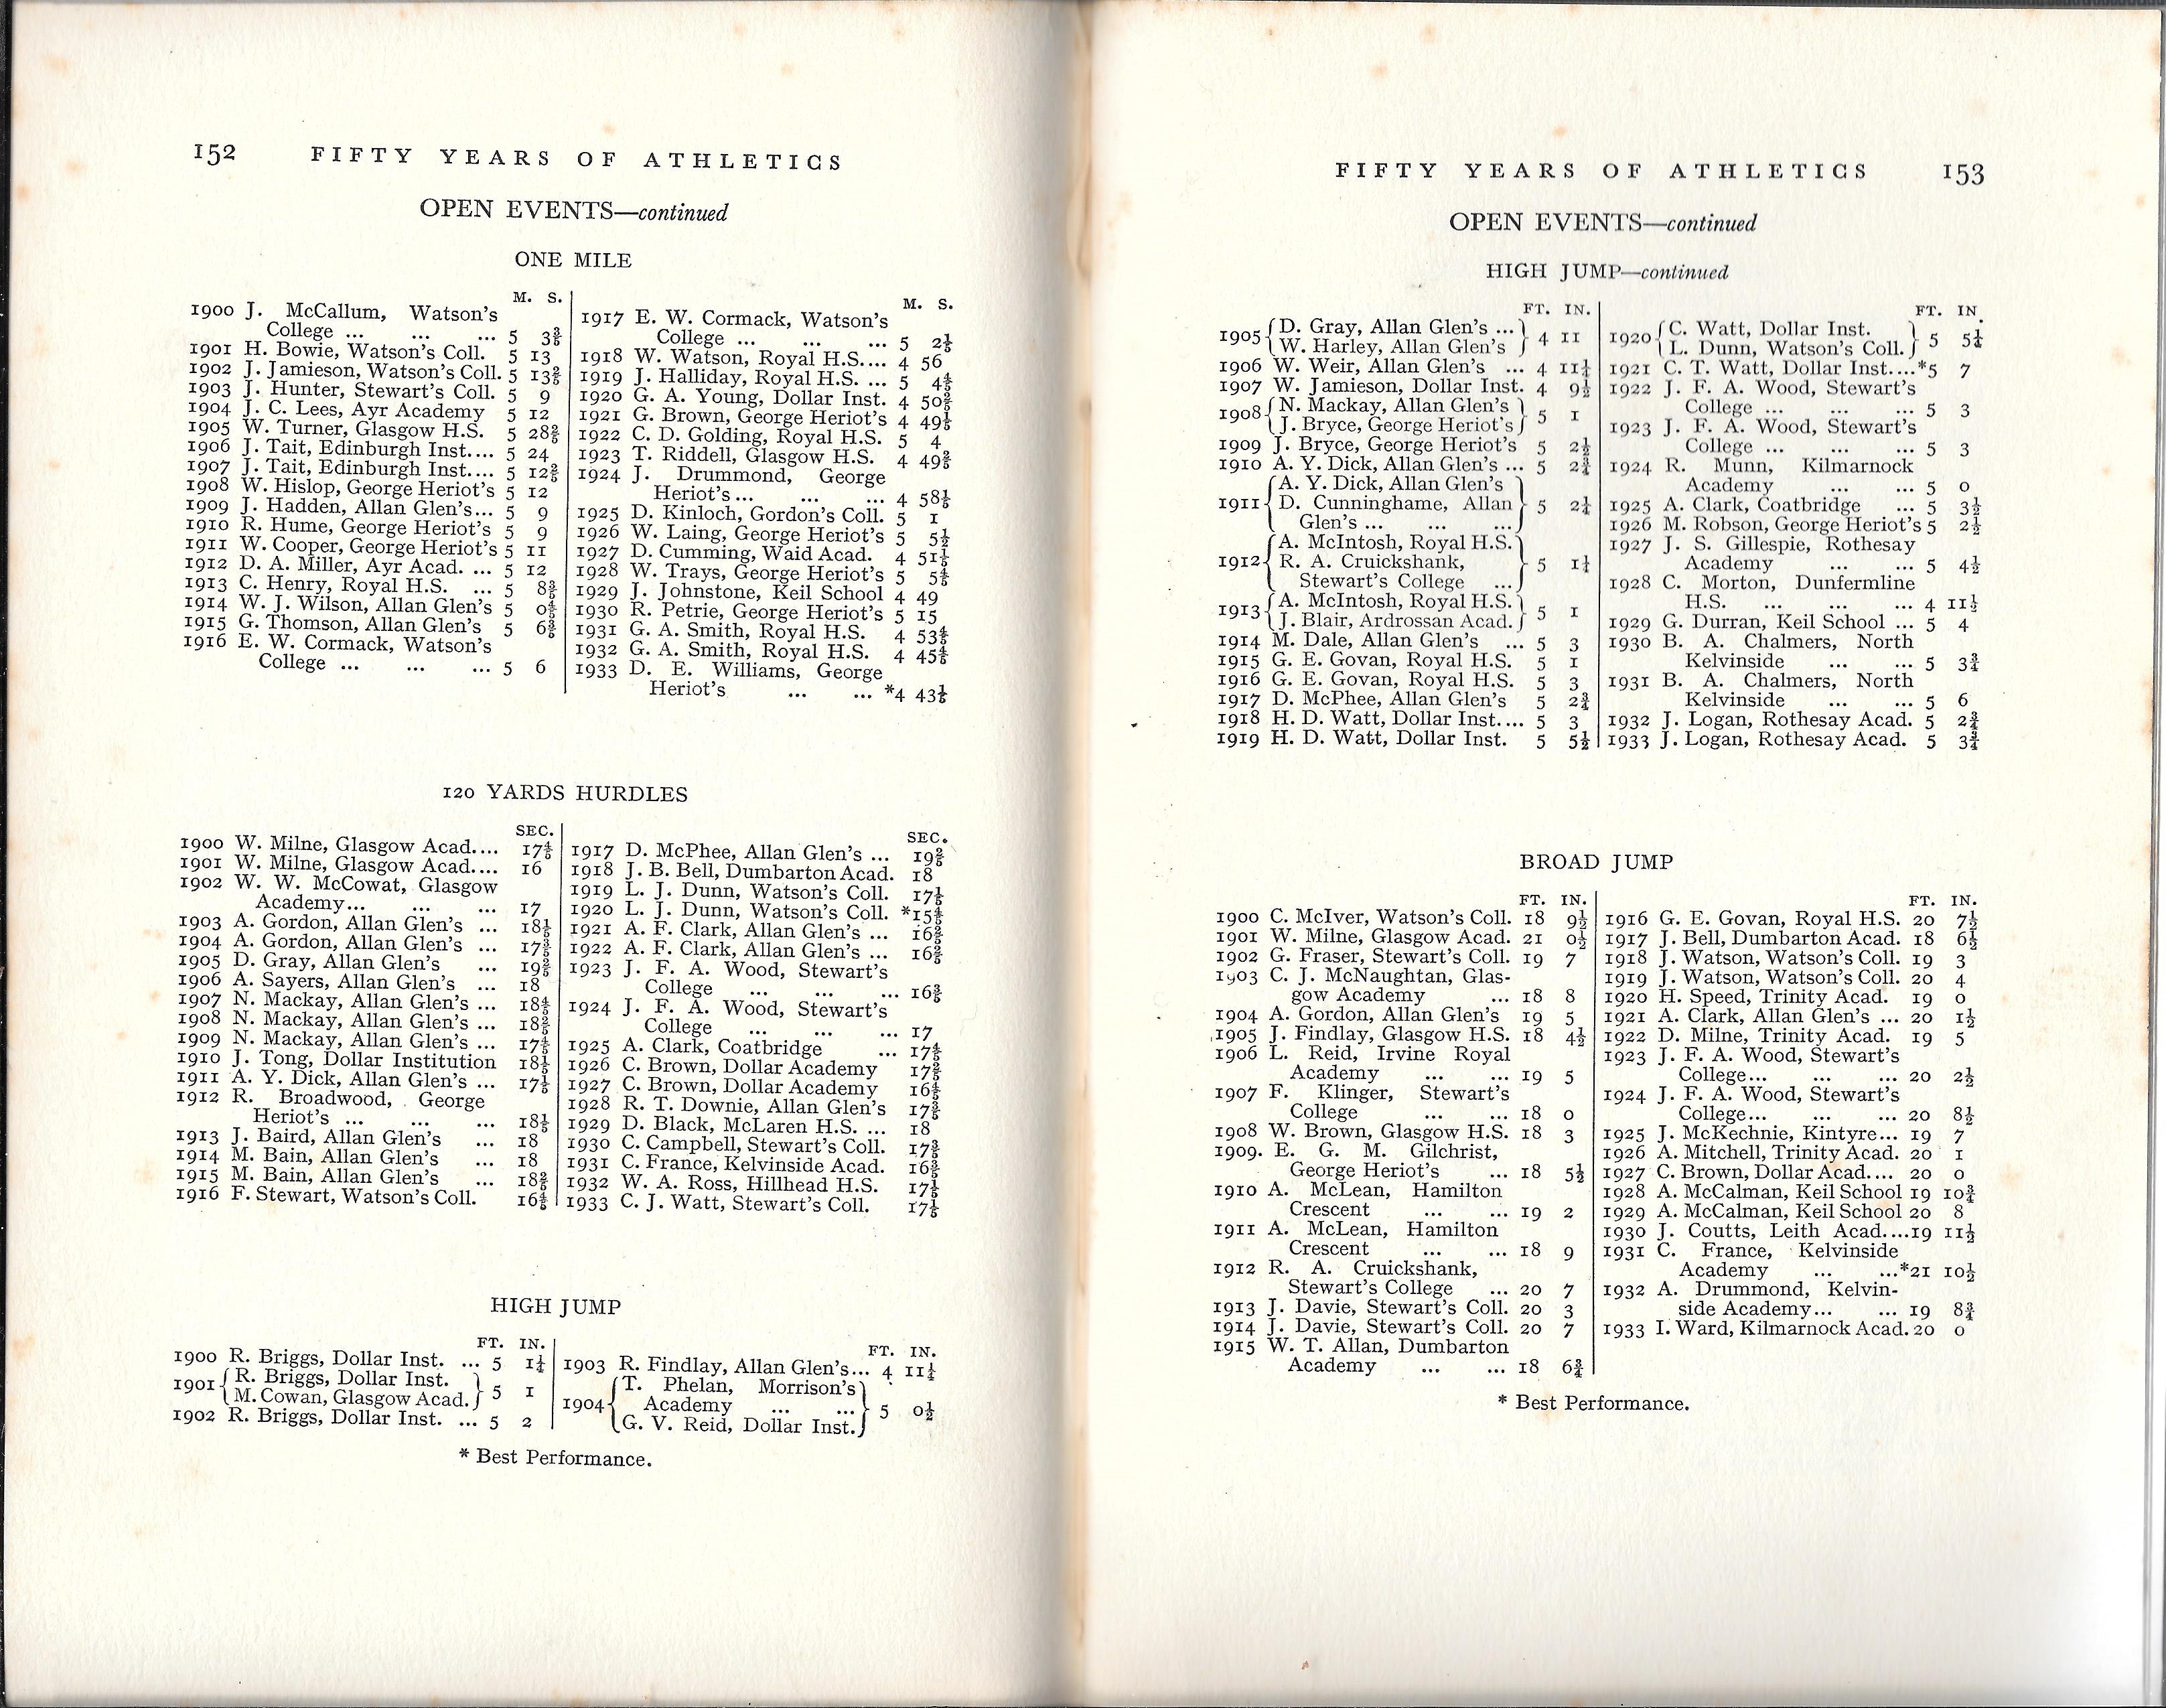 152 FIFTY YEARS OF ATHLETICS
OPEN EVENTS—continued
ONE MILE
M. S.
1900 J. McCallum, Watson's
College ... ... ... 5 3⅗
1901 H. Bowie, Watson's Coll. 5 13
1902 J. Jamieson, Watson's Coll. 5 13⅖
1903 J. Hunter, Stewart's Coll. 5 9
1904 J. C. Lees, Ayr Academy 5 12
1905 W. Turner, Glasgow H.S. 5 28⅗
1906 J. Tait, Edinburgh Inst.... 5 24
1907 J. Tait, Edinburgh Inst.... 5 12⅗
1908 W. Hislop, George Heriot's 5 12
1909 J. Hadden, Allan Glen's... 5 9
1910 R. Hume, George Heriot's 5 9
1911 W. Cooper, George Heriot's 5 11
1912 D. A. Miller, Ayr Acad. ... 5 12
1913 C. Henry, Royal H.S. ... 5 8⅗
1914 W. J. Wilson, Allan Glen's 5 0⅘
1915 G. Thomson, Allan Glen's 5 6⅗
1916 E. W. Cormack, Watson's
College ... ... ... 5 6
M. S.
1917 E. W. Cormack, Watson's
College ... ... ... 5 2⅕
1918 W. Watson, Royal H.S.... 4 56
1919 J. Halliday, Royal H.S. ... 5 4⅘
1920 G. A. Young, Dollar Inst. 4 50⅗
1921 G. Brown, George Heriot's 4 49⅕
1922 C. D. Golding, Royal H.S. 5 4
1923 T. Riddell, Glasgow H.S. 4 49⅗
1924 J. Drummond, George
Heriot's ... ... ... 4 58⅕
1925 D. Kinloch, Gordon's Coll. 5 1
1926 W. Laing, George Heriot's 5 5½
1927 D. Cumming, Waid Acad. 4 51⅕
1928 W. Trays, George Heriot's 5 5⅘
1929 J. Johnstone, Keil School 4 49
1930 R. Petrie, George Heriot's 5 15
1931 G. A. Smith, Royal H.S. 4 53⅘
1932 G. A. Smith, Royal H.S. 4 45⅘
1933 D. E. Williams, George
Heriot's ... ... *4 43⅕
120 YARDS HURDLES
SEC.
1900 W. Milne, Glasgow Acad.... 17⅘
1901 W. Milne, Glasgow Acad.... 16
1902 W. W. McCowat, Glasgow
Academy... ... ... 17
1903 A. Gordon, Allan Glen's ... 18⅕
1904 A. Gordon, Allan Glen's ... 17⅗
1905 D. Gray, Allan Glen's ... 19⅖
1906 A. Sayers, Allan Glen's ... 18
1907 N. Mackay, Allan Glen's ... 18⅘
1908 N. Mackay, Allan Glen's ... 18⅖
1909 N. Mackay, Allan Glen's ... 17⅘
1910 J. Tong, Dollar Institution 18⅕
1911 A. Y. Dick, Allan Glen's ... 17⅕
1912 R. Broadwood, George
Heriot's ... ... ... 18⅕
1913 J. Baird, Allan Glen's ... 18
1914 M. Bain, Allan Glen's ... 18
1915 M. Bain, Allan Glen's ... 18⅖
1916 F. Stewart, Watson's Coll. 16⅘
SEC.
1917 D. McPhee, Allan Glen's ... 19⅖
1918 J. B. Bell, Dumbarton Acad. 18
1919 L. J. Dunn, Watson's Coll. 17⅕
1920 L. J. Dunn, Watson's Coll. *15⅘
1921 A. F. Clark, Allan Glen's ... 16⅗
1922 A. F. Clark, Allan Glen's ... 16⅗
1923 J. F. A. Wood, Stewart's
College ... ... ... 16⅗
1924 J. F. A. Wood, Stewart's
College ... ... ... 17
1925 A. Clark, Coatbridge ... 17⅘
1926 C. Brown, Dollar Academy 17⅖
1927 C. Brown, Dollar Academy 16⅘
1928 R. T. Downie, Allan Glen's 17⅗
1929 D. Black, McLaren H.S. ... 18
1930 C. Campbell, Stewart's Coll. 17⅗
1931 C. France, Kelvinside Acad. 16⅗
1932 W. A. Ross, Hillhead H.S. 17⅕
1933 C. J. Watt, Stewart's Coll. 17⅕
HIGH JUMP
FT. IN.
1900 R. Briggs, Dollar Inst. ... 5 1¼
1901 { R. Briggs, Dollar Inst.
M. Cowan, Glasgow Acad. } 5 1
1902 R. Briggs, Dollar Inst. ... 5 2
FT. IN.
1903 R. Findlay, Allan Glen's... 4 11¼
1904 { T. Phelan, Morrison's
Academy ... ...
G. V. Reid, Dollar Inst. } 5 0½
* Best Performance.
FIFTY YEARS OF ATHLETICS 153
OPEN EVENTS—continued
HIGH JUMP—continued
FT. IN.
1905 { D. Gray, Allan Glen's ...
W. Harley, Allan Glen's } 4 11
1906 W. Weir, Allan Glen's ... 4 11¼
1907 W. Jamieson, Dollar Inst. 4 9½
1908 { N. Mackay, Allan Glen's
J. Bryce, George Heriot's } 5 1
1909 J. Bryce, George Heriot's 5 2½
1910 A. Y. Dick, Allan Glen's ... 5 2¾
1911 { A. Y. Dick, Allan Glen's
D. Cunninghame, Allan
Glen's ... ... ... } 5 2¼
1912 { A. McIntosh, Royal H.S.
R. A. Cruickshank,
Stewart's College ... } 5 1¼
1913 { A. McIntosh, Royal H.S.
J. Blair, Ardrossan Acad. } 5 1
1914 M. Dale, Allan Glen's ... 5 3
1915 G. E. Govan, Royal H.S. 5 1
1916 G. E. Govan, Royal H.S. 5 3
1917 D. McPhee, Allan Glen's 5 2¾
1918 H. D. Watt, Dollar Inst.... 5 3
1919 H. D. Watt, Dollar Inst. 5 5½
FT. IN.
1920 { C. Watt, Dollar Inst.
L. Dunn, Watson's Coll. } 5 5¼
1921 C. T. Watt, Dollar Inst....*5 7
1922 J. F. A. Wood, Stewart's
College ... ... ... 5 3
1923 J. F. A. Wood, Stewart's
College ... ... ... 5 3
1924 R. Munn, Kilmarnock
Academy ... ... 5 0
1925 A. Clark, Coatbridge ... 5 3½
1926 M. Robson, George Heriot's 5 2½
1927 J. S. Gillespie, Rothesay
Academy ... ... 5 4½
1928 C. Morton, Dunfermline
H.S. ... ... ... 4 11½
1929 G. Durran, Keil School ... 5 4
1930 B. A. Chalmers, North
Kelvinside ... ... 5 3¾
1931 B. A. Chalmers, North
Kelvinside ... ... 5 6
1932 J. Logan, Rothesay Acad. 5 2¾
1933 J. Logan, Rothesay Acad. 5 3¾
BROAD JUMP
FT. IN.
1900 C. McIver, Watson's Coll. 18 9½
1901 W. Milne, Glasgow Acad. 21 0½
1902 G. Fraser, Stewart's Coll. 19 7
1903 C. J. McNaughtan, Glas-
gow Academy ... 18 8
1904 A. Gordon, Allan Glen's 19 5
1905 J. Findlay, Glasgow H.S. 18 4½
1906 L. Reid, Irvine Royal
Academy ... ... 19 5
1907 F. Klinger, Stewart's
College ... ... 18 0
1908 W. Brown, Glasgow H.S. 18 3
1909. E. G. M. Gilchrist,
George Heriot's ... 18 5½
1910 A. McLean, Hamilton
Crescent ... ... 19 2
1911 A. McLean, Hamilton
Crescent ... ... 18 9
1912 R. A. Cruickshank,
Stewart's College ... 20 7
1913 J. Davie, Stewart's Coll. 20 3
1914 J. Davie, Stewart's Coll. 20 7
1915 W. T. Allan, Dumbarton
Academy ... ... 18 6¾
FT. IN.
1916 G. E. Govan, Royal H.S. 20 7½
1917 J. Bell, Dumbarton Acad. 18 6½
1918 J. Watson, Watson's Coll. 19 3
1919 J. Watson, Watson's Coll. 20 4
1920 H. Speed, Trinity Acad. 19 0
1921 A. Clark, Allan Glen's ... 20 1½
1922 D. Milne, Trinity Acad. 19 5
1923 J. F. A. Wood, Stewart's
College... ... ... 20 2½
1924 J. F. A. Wood, Stewart's
College... ... ... 20 8½
1925 J. McKechnie, Kintyre... 19 7
1926 A. Mitchell, Trinity Acad. 20 1
1927 C. Brown, Dollar Acad.... 20 0
1928 A. McCalman, Keil School 19 10¾
1929 A. McCalman, Keil School 20 8
1930 J. Coutts, Leith Acad....19 11½
1931 C. France, Kelvinside
Academy ... ...*21 10½
1932 A. Drummond, Kelvin-
side Academy... ... 19 8¾
1933 I. Ward, Kilmarnock Acad. 20 0
* Best Performance.